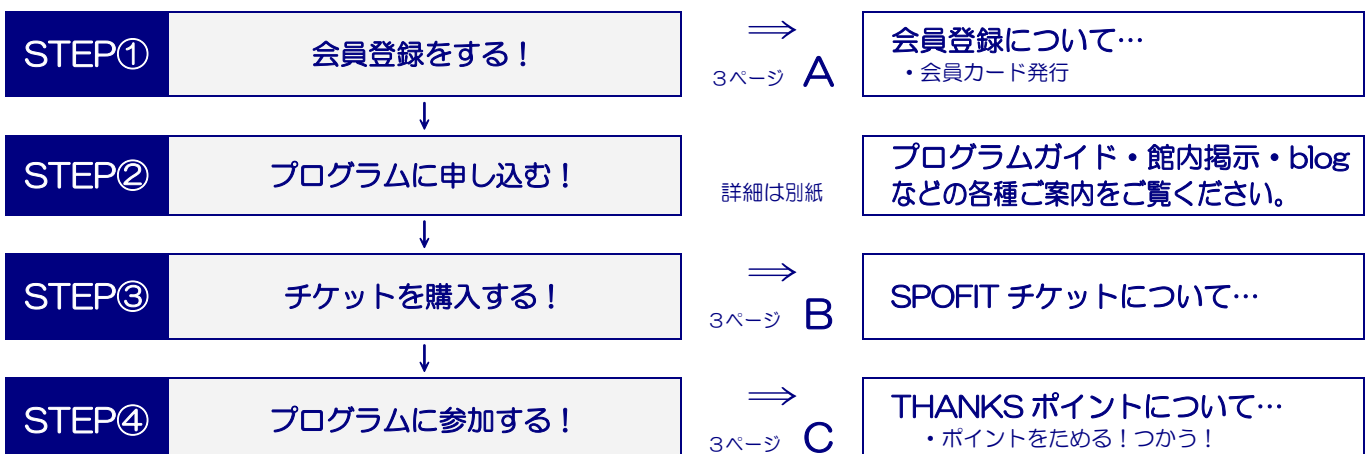 STEP① 会員登録をする！ ⇒ 会員登録について…
3ページ A ・会員カード発行
↓
STEP② プログラムに申し込む！ 詳細は別紙 プログラムガイド・館内掲示・blog
などの各種ご案内をご覧ください。
↓
STEP③ チケットを購入する！ ⇒ SPOFIT チケットについて…
3ページ B
↓
STEP④ プログラムに参加する！ ⇒ THANKS ポイントについて…
3ページ C ・ポイントをためる！つかう！